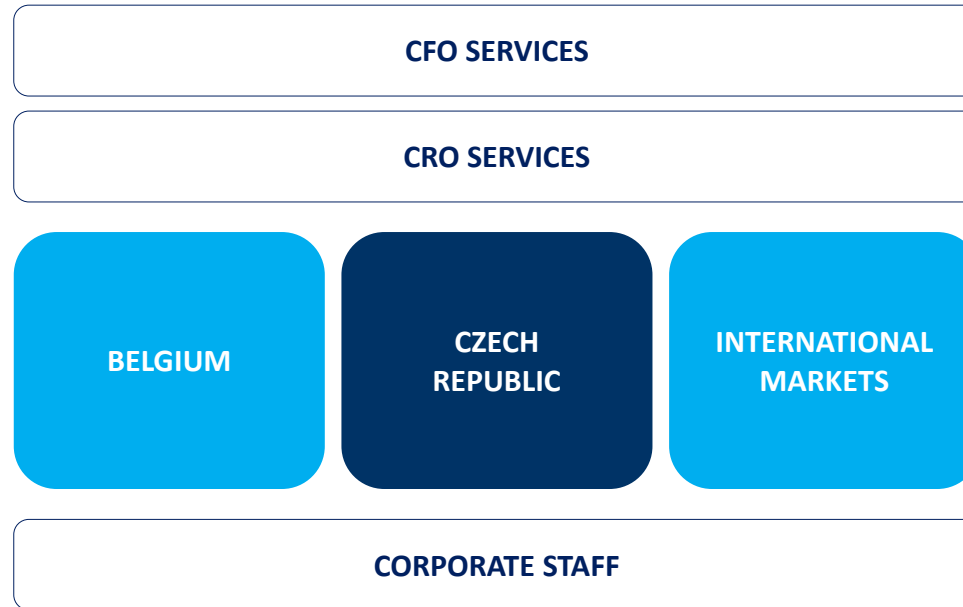 CFO SERVICES
CRO SERVICES
BELGIUM
CZECH
REPUBLIC
INTERNATIONAL
MARKETS
CORPORATE STAFF